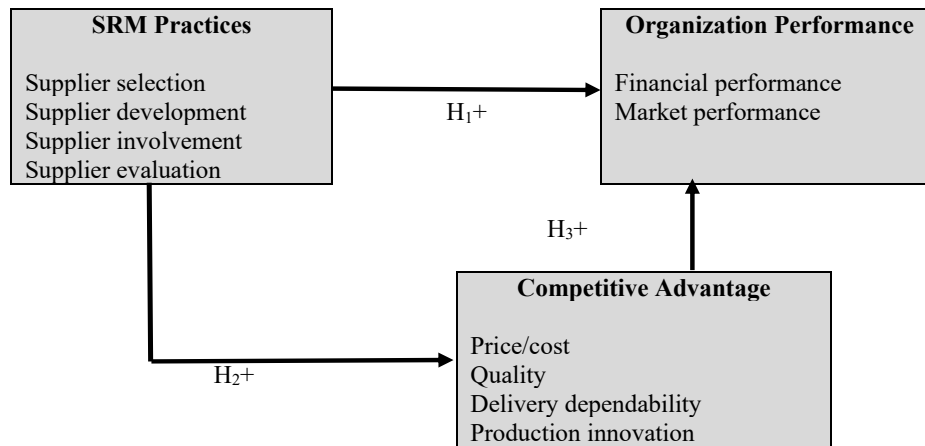 SRM Practices
Supplier selection
Supplier development
Supplier involvement
Supplier evaluation
Organization Performance
Financial performance
Market performance
H₁+
H₃+
Competitive Advantage
Price/cost
Quality
Delivery dependability
Production innovation
H₂+